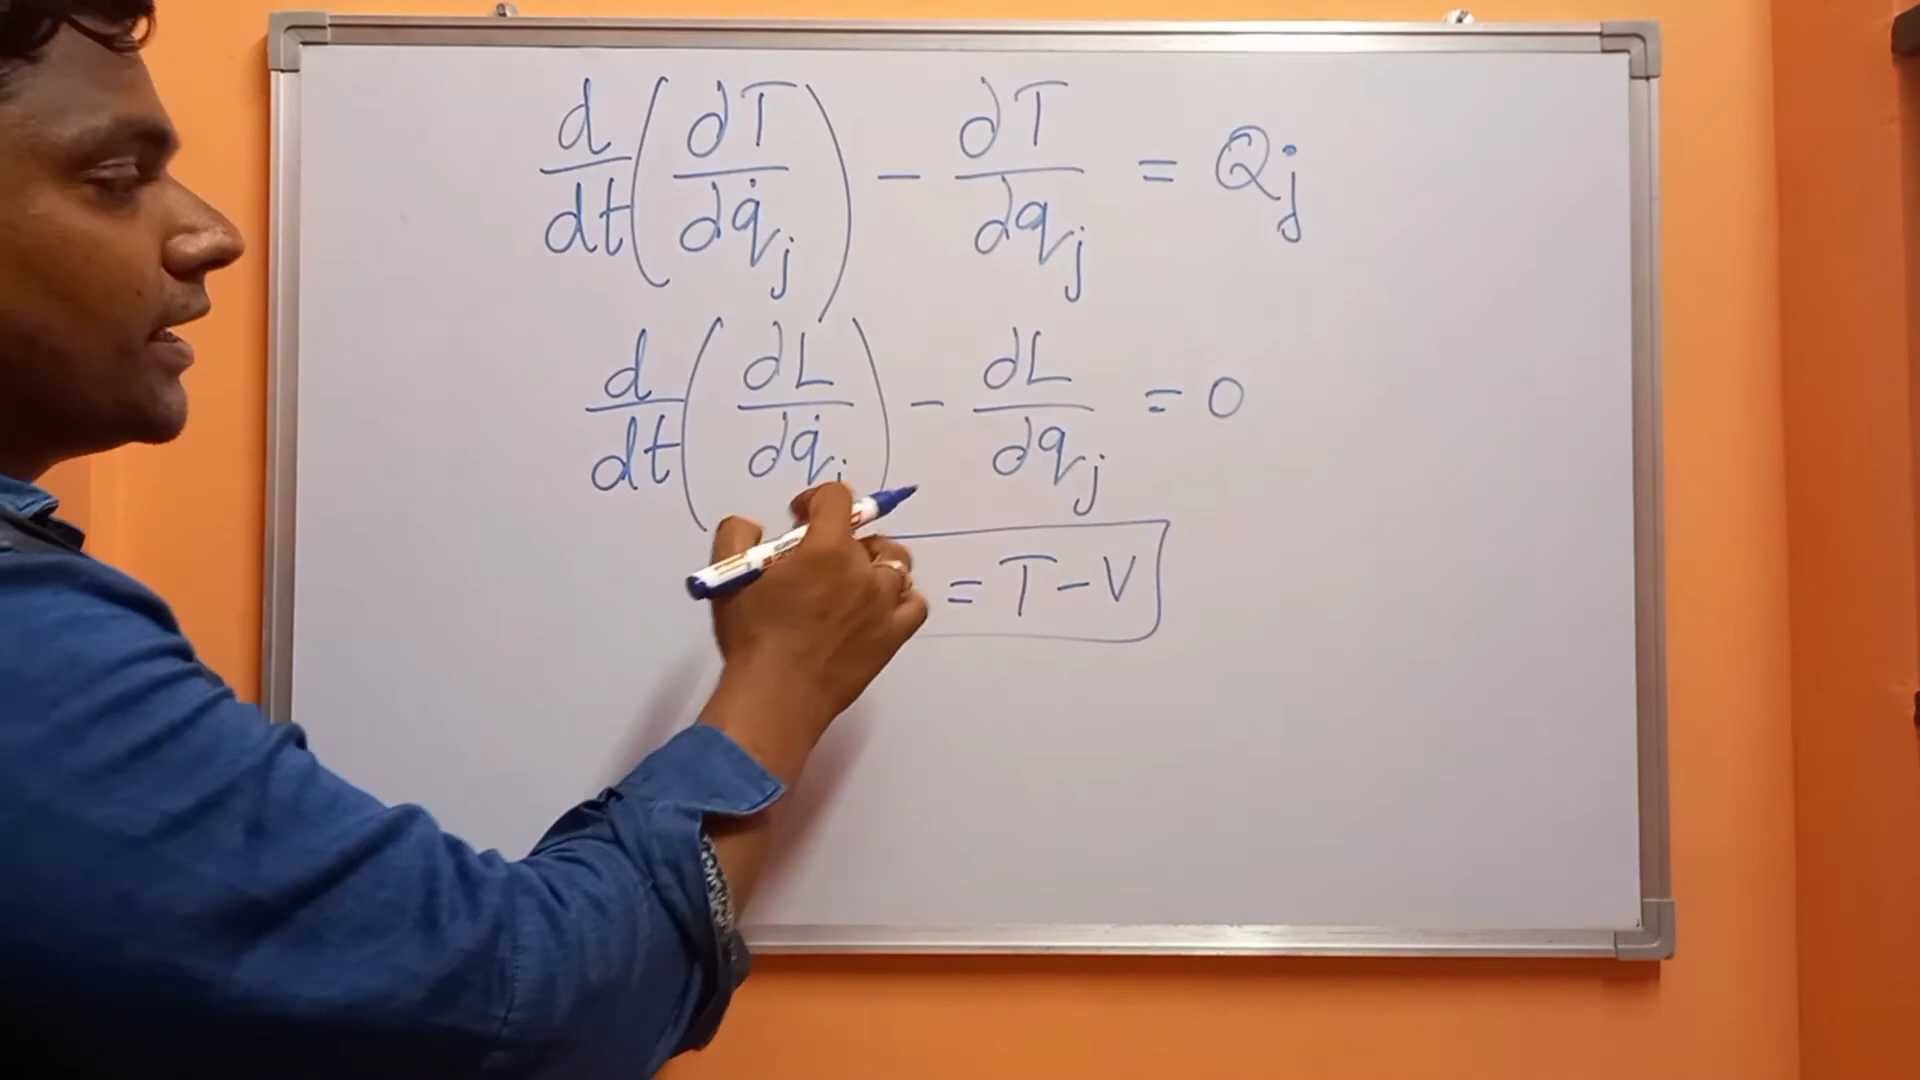 d/dt (∂T/∂q̇j) - ∂T/∂qj = Qj
d/dt (∂L/∂q̇j) - ∂L/∂qj = 0
= T - V